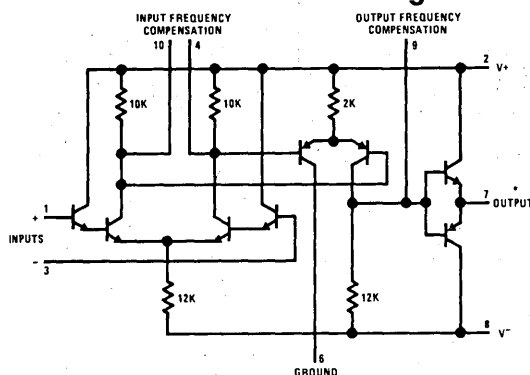 INPUT FREQUENCY
COMPENSATION
10 4
OUTPUT FREQUENCY
COMPENSATION
9
2 V+
10K
10K
2K
1
+
INPUTS
-
3
7
OUTPUT
12K
12K
8 V-
6
GROUND